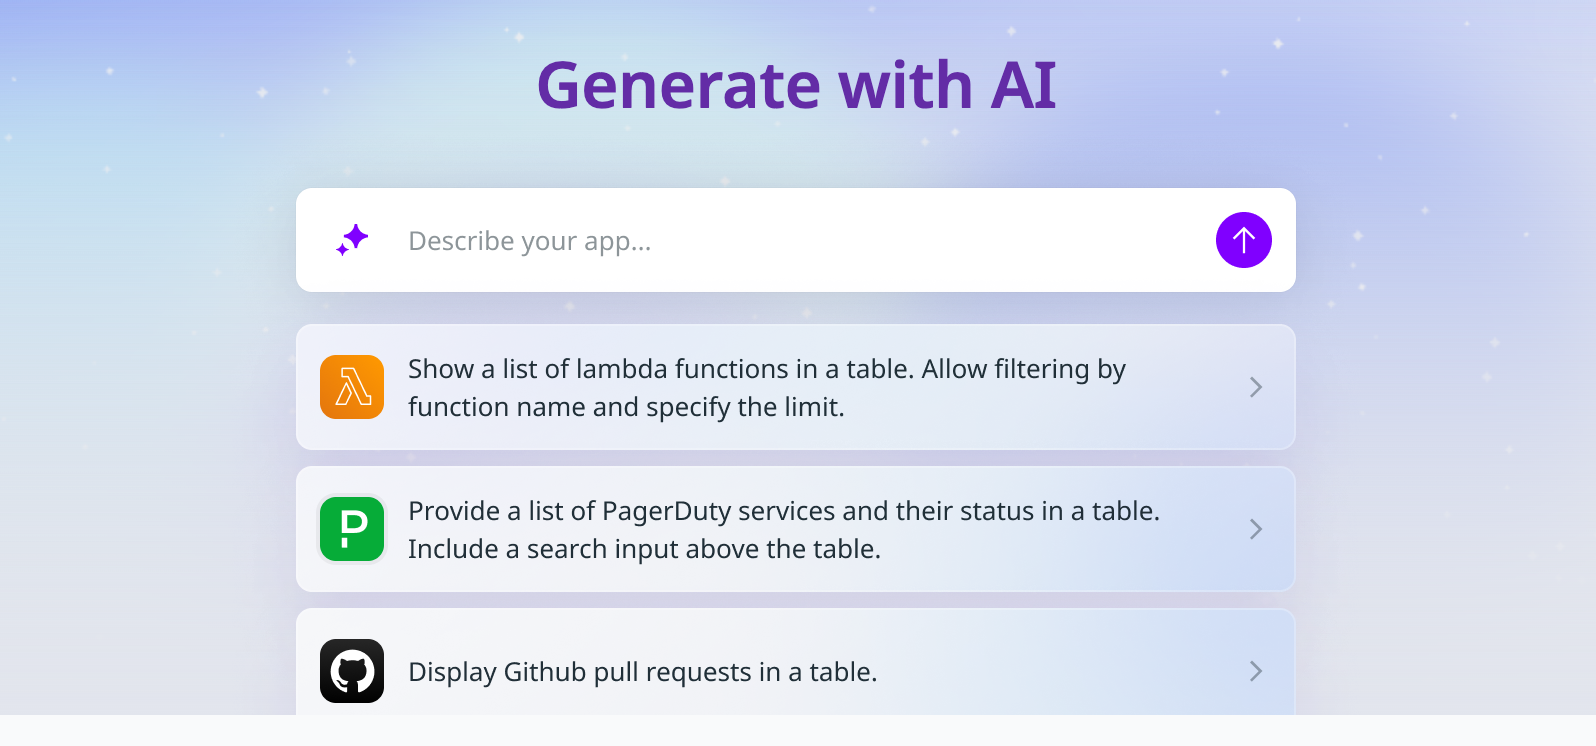 Generate with AI
Describe your app...
Show a list of lambda functions in a table. Allow filtering by
function name and specify the limit.
Provide a list of PagerDuty services and their status in a table.
Include a search input above the table.
Display Github pull requests in a table.